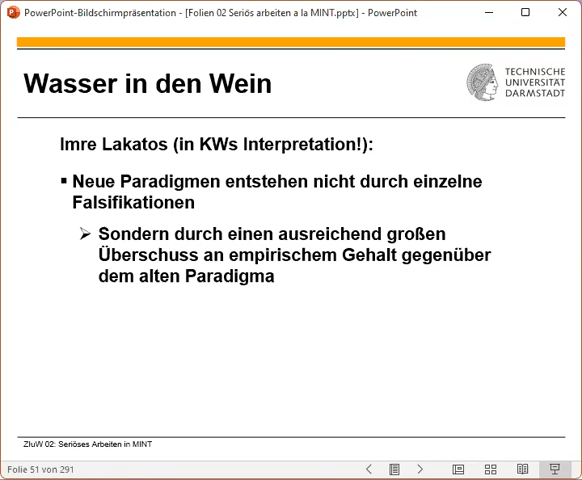 PowerPoint-Bildschirmpräsentation - [Folien 02 Seriös arbeiten a la MINT.pptx] - PowerPoint
Wasser in den Wein
TECHNISCHE
UNIVERSITÄT
DARMSTADT
Imre Lakatos (in KWs Interpretation!):
▪ Neue Paradigmen entstehen nicht durch einzelne
Falsifikationen
➢ Sondern durch einen ausreichend großen
Überschuss an empirischem Gehalt gegenüber
dem alten Paradigma
ZIuW 02: Seriöses Arbeiten in MINT
Folie 51 von 291